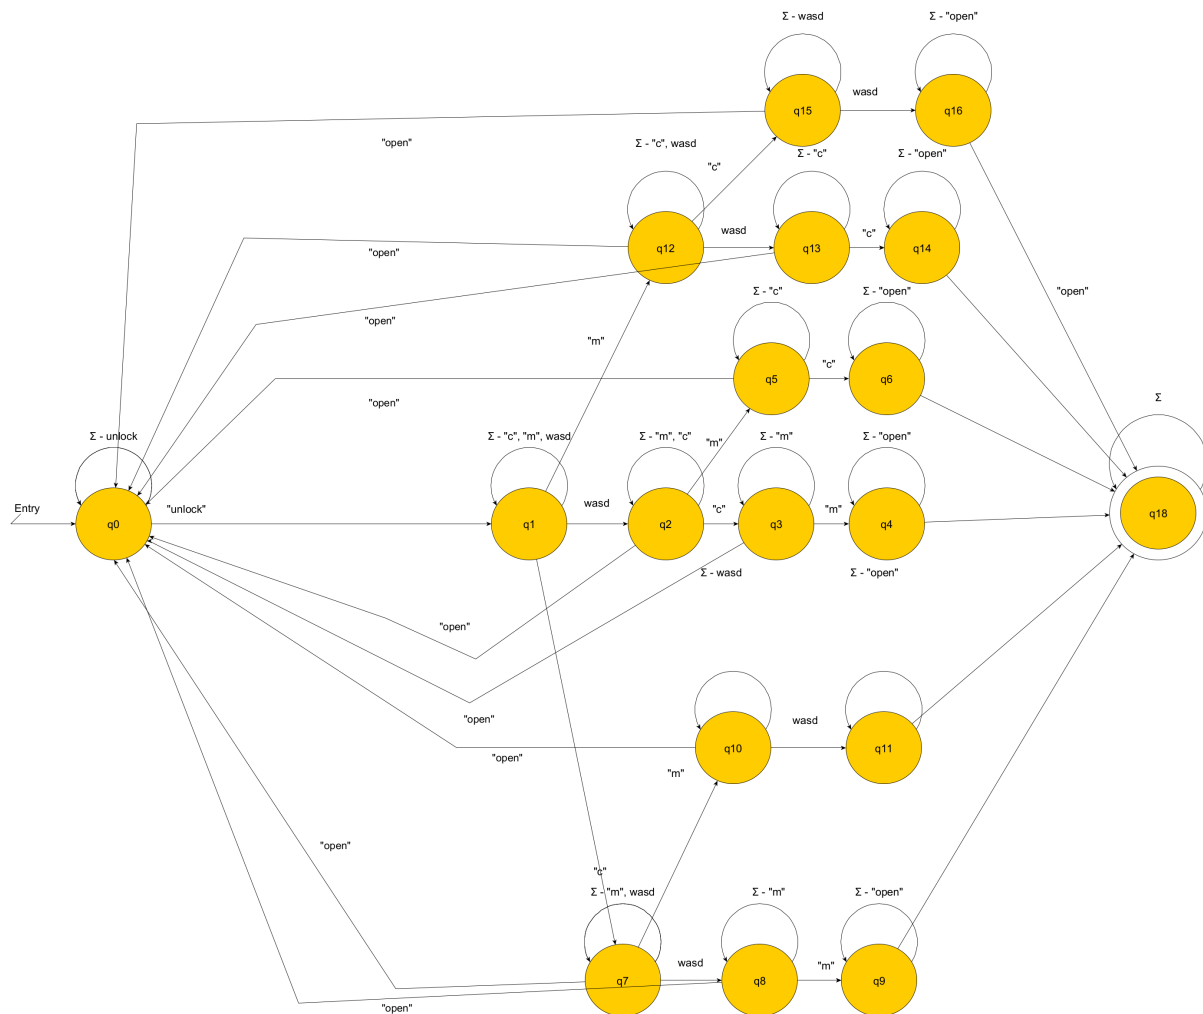 Σ - wasd
Σ - "open"
q15
wasd
q16
"open"
Σ - "c", wasd
"c"
Σ - "c"
Σ - "open"
q12
wasd
q13
"c"
q14
"open"
"open"
"open"
Σ - "c"
Σ - "open"
"m"
q5
"c"
q6
"open"
Σ
Σ - unlock
Σ - "c", "m", wasd
Σ - "m", "c"
"m"
Σ - "m"
Σ - "open"
Entry
q0
"unlock"
q1
wasd
q2
"c"
q3
"m"
q4
q18
Σ - wasd
Σ - "open"
"open"
"open"
"open"
q10
wasd
q11
"m"
"open"
"c"
Σ - "m", wasd
Σ - "m"
Σ - "open"
q7
wasd
q8
"m"
q9
"open"